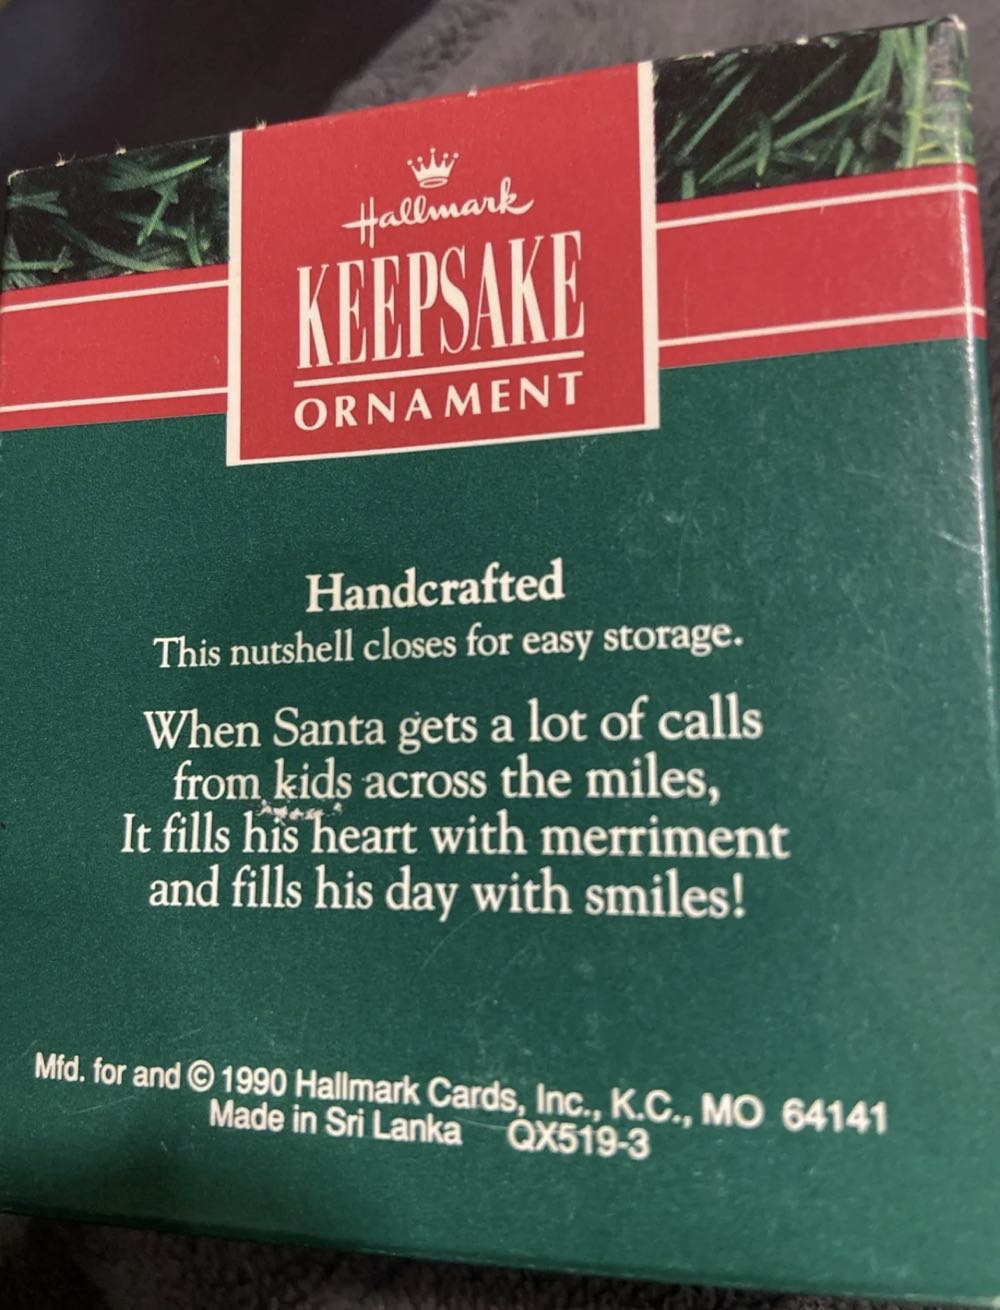 Hallmark
KEEPSAKE
ORNAMENT
Handcrafted
This nutshell closes for easy storage.
When Santa gets a lot of calls
from kids across the miles,
It fills his heart with merriment
and fills his day with smiles!
Mfd. for and © 1990 Hallmark Cards, Inc., K.C., MO 64141
Made in Sri Lanka QX519-3